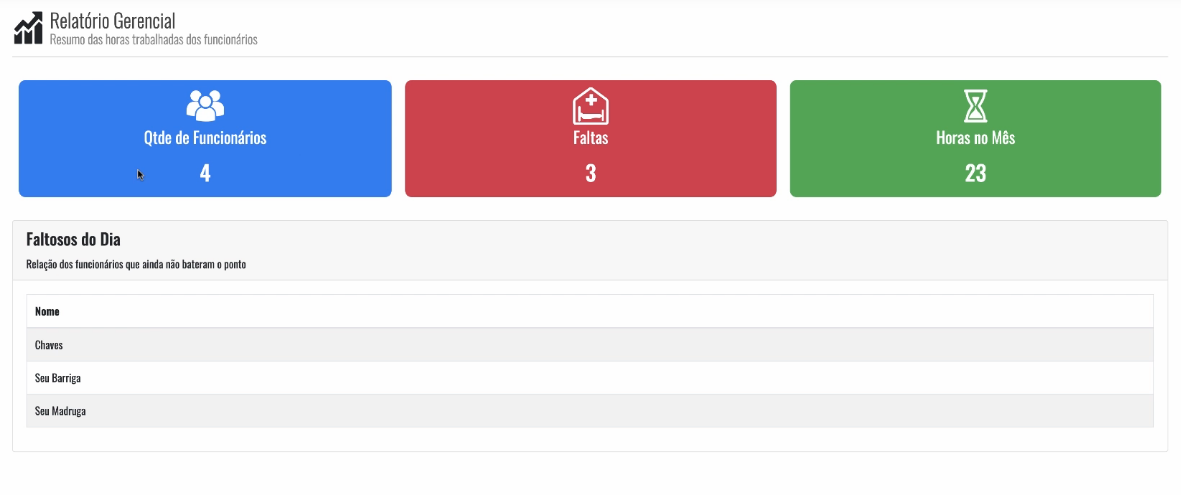 Relatório Gerencial
Resumo das horas trabalhadas dos funcionários
Qtde de Funcionários
4
Faltas
3
Horas no Mês
23
Faltosos do Dia
Relação dos funcionários que ainda não bateram o ponto
Nome
Chaves
Seu Barriga
Seu Madruga